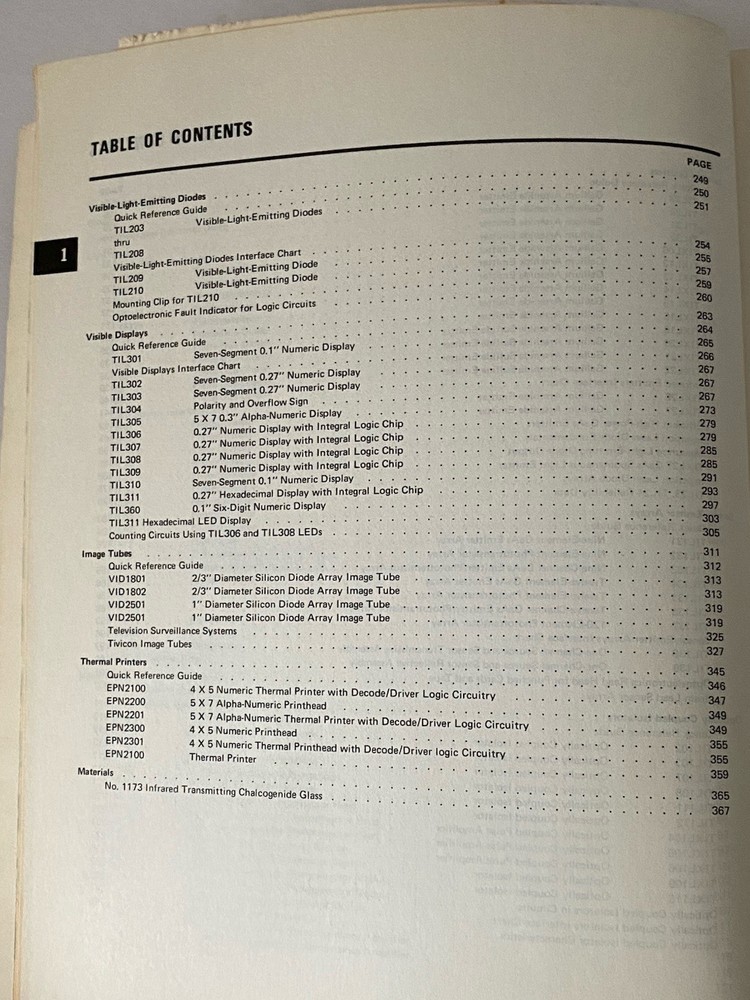 TABLE OF CONTENTS
PAGE
Visible-Light-Emitting Diodes 249
Quick Reference Guide 250
TIL203 Visible-Light-Emitting Diodes 251
thru
TIL208
Visible-Light-Emitting Diodes Interface Chart 254
TIL209 Visible-Light-Emitting Diode 255
TIL210 Visible-Light-Emitting Diode 257
Mounting Clip for TIL210 259
Optoelectronic Fault Indicator for Logic Circuits 260
1
Visible Displays 263
Quick Reference Guide 264
TIL301 Seven-Segment 0.1" Numeric Display 265
Visible Displays Interface Chart 266
TIL302 Seven-Segment 0.27" Numeric Display 267
TIL303 Seven-Segment 0.27" Numeric Display 267
TIL304 Polarity and Overflow Sign 267
TIL305 5 X 7 0.3" Alpha-Numeric Display 273
TIL306 0.27" Numeric Display with Integral Logic Chip 279
TIL307 0.27" Numeric Display with Integral Logic Chip 279
TIL308 0.27" Numeric Display with Integral Logic Chip 285
TIL309 0.27" Numeric Display with Integral Logic Chip 285
TIL310 Seven-Segment 0.1" Numeric Display 291
TIL311 0.27" Hexadecimal Display with Integral Logic Chip 293
TIL360 0.1" Six-Digit Numeric Display 297
TIL311 Hexadecimal LED Display 303
Counting Circuits Using TIL306 and TIL308 LEDs 305
Image Tubes 311
Quick Reference Guide 312
VID1801 2/3" Diameter Silicon Diode Array Image Tube 313
VID1802 2/3" Diameter Silicon Diode Array Image Tube 313
VID2501 1" Diameter Silicon Diode Array Image Tube 319
VID2501 1" Diameter Silicon Diode Array Image Tube 319
Television Surveillance Systems 325
Tivicon Image Tubes 327
Thermal Printers 345
Quick Reference Guide 346
EPN2100 4 X 5 Numeric Thermal Printer with Decode/Driver Logic Circuitry 347
EPN2200 5 X 7 Alpha-Numeric Printhead 349
EPN2201 5 X 7 Alpha-Numeric Thermal Printer with Decode/Driver Logic Circuitry 349
EPN2300 4 X 5 Numeric Printhead 355
EPN2301 4 X 5 Numeric Thermal Printhead with Decode/Driver logic Circuitry 355
EPN2100 Thermal Printer 359
Materials 365
No. 1173 Infrared Transmitting Chalcogenide Glass 367